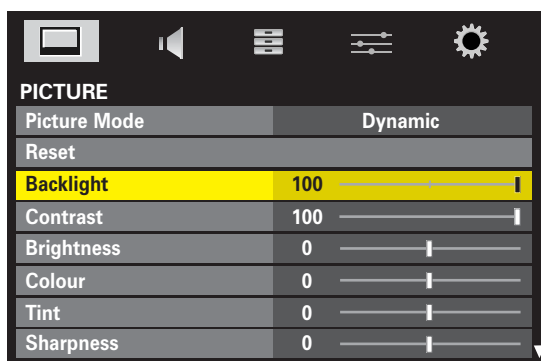 PICTURE
Picture Mode Dynamic
Reset
Backlight 100
Contrast 100
Brightness 0
Colour 0
Tint 0
Sharpness 0